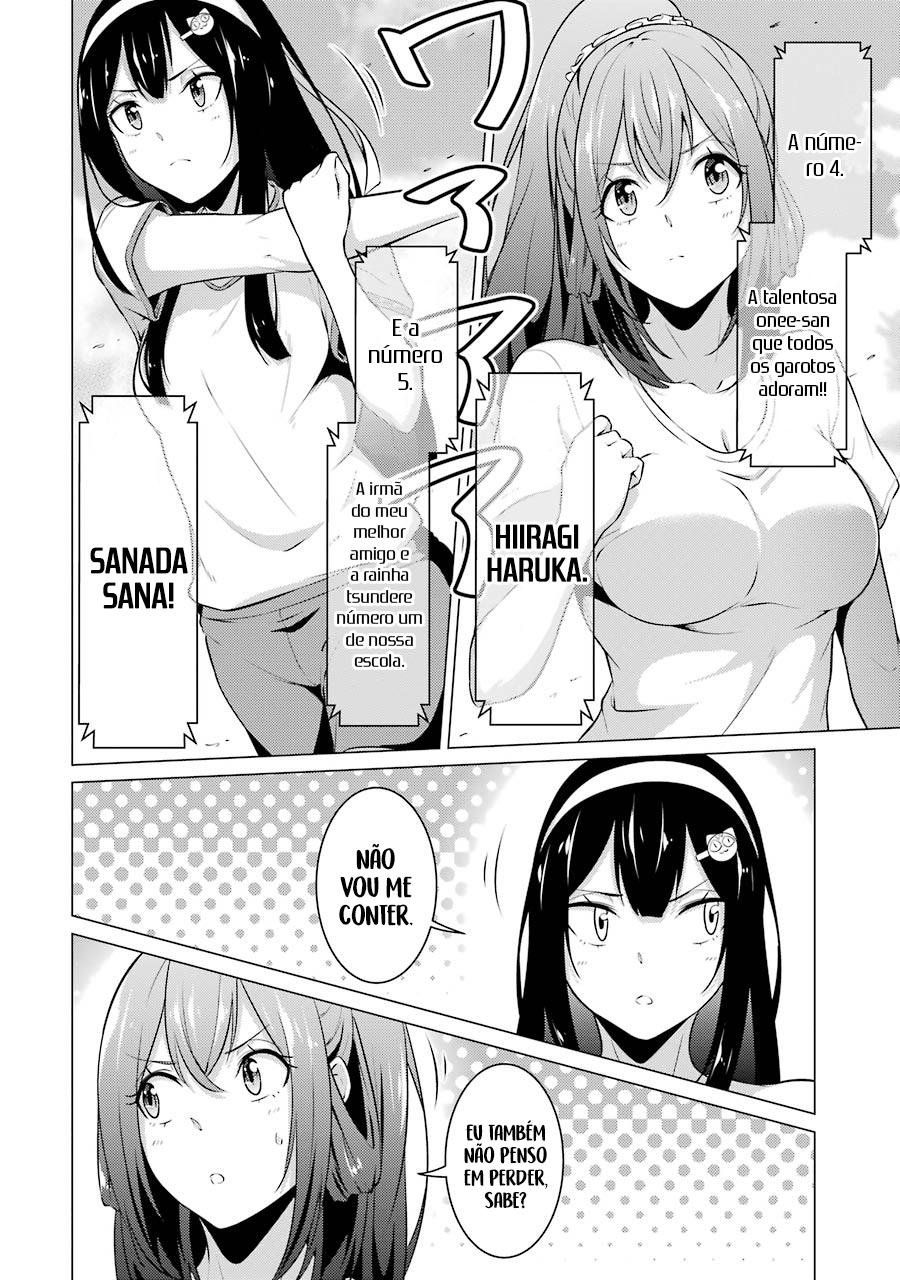 A núme-
ro 4.
A talentosa
onee-san
que todos
os garotos
adoram!!
HIIRAGI
HARUKA.
E a
número
5.
A irmã
do meu
melhor
amigo e
a rainha
tsundere
número um
de nossa
escola.
SANADA
SANA!
ワァァァァ
NÃO
VOU ME
CONTER.
EU TAMBÉM
NÃO PENSO
EM PERDER,
SABE?